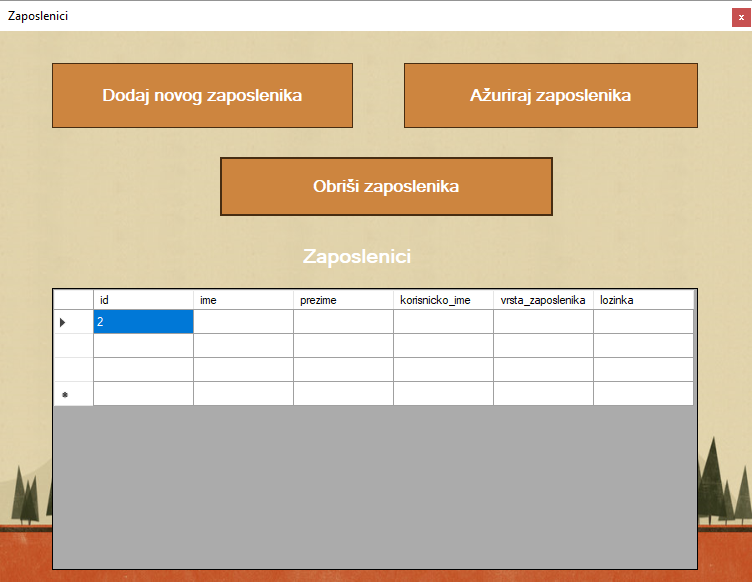 Zaposlenici
x
Dodaj novog zaposlenika
Ažuriraj zaposlenika
Obriši zaposlenika
Zaposlenici
id ime prezime korisnicko_ime vrsta_zaposlenika lozinka
2